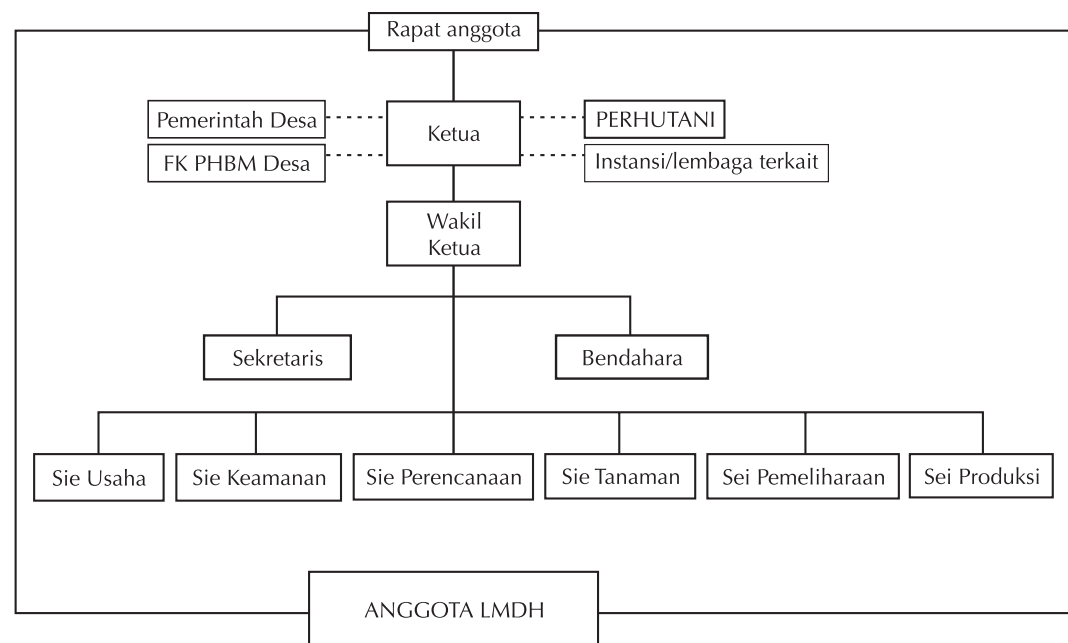 Rapat anggota
Pemerintah Desa
Ketua
PERHUTANI
FK PHBM Desa
Instansi/lembaga terkait
Wakil
Ketua
Sekretaris
Bendahara
Sie Usaha
Sie Keamanan
Sie Perencanaan
Sie Tanaman
Sei Pemeliharaan
Sei Produksi
ANGGOTA LMDH